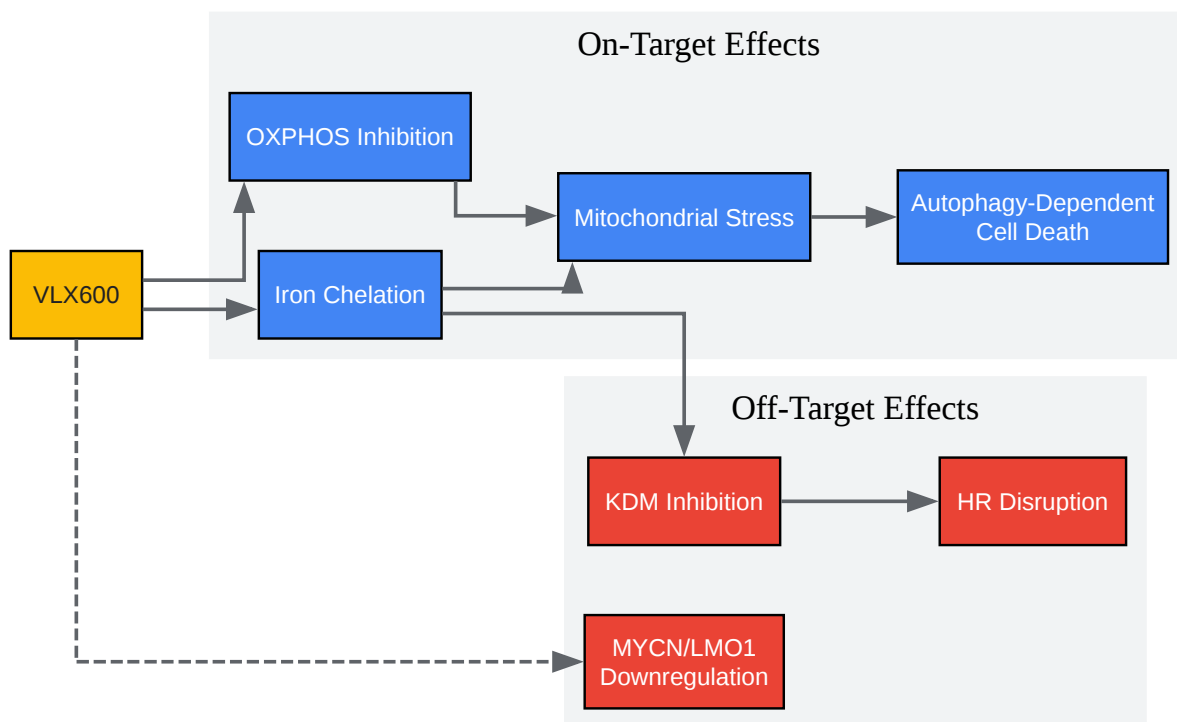 On-Target Effects
OXPHOS Inhibition
Mitochondrial Stress
Autophagy-Dependent
Cell Death
VLX600
Iron Chelation
Off-Target Effects
KDM Inhibition
HR Disruption
MYCN/LMO1
Downregulation